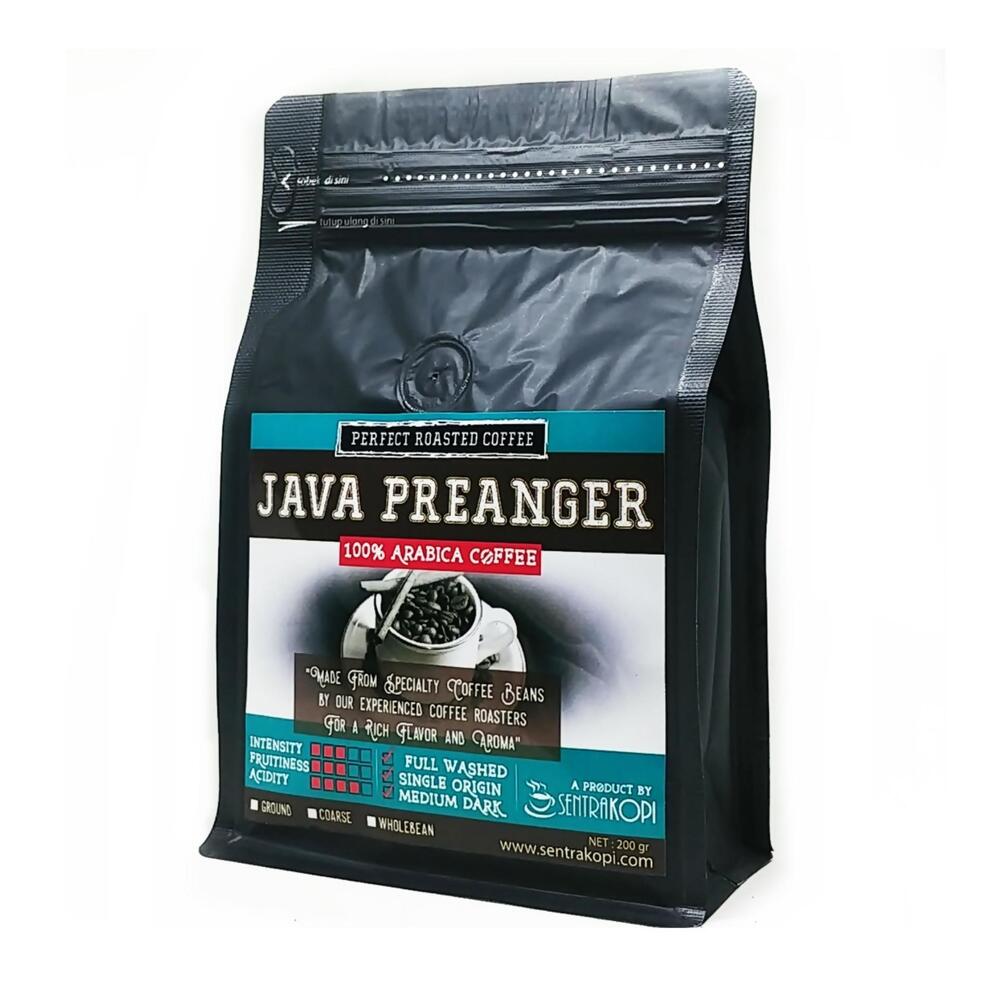 sobek di sini
tutup ulang di sini
PERFECT ROASTED COFFEE
JAVA PREANGER
100% ARABICA COFFEE
"MADE FROM SPECIALTY COFFEE BEANS
BY OUR EXPERIENCED COFFEE ROASTERS
FOR A RICH FLAVOR AND AROMA"
INTENSITY
FRUITINESS
ACIDITY
FULL WASHED
SINGLE ORIGIN
MEDIUM DARK
A PRODUCT BY
SENTRAKOPI
GROUND COARSE WHOLEBEAN
NET : 200 gr
www.sentrakopi.com